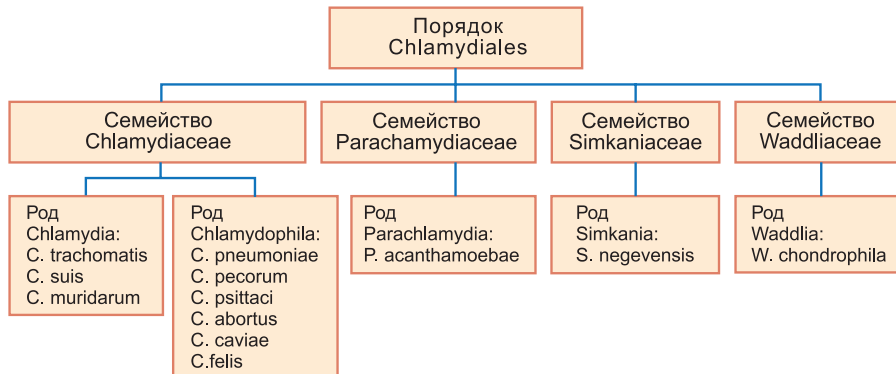 Порядок
Chlamydiales
Семейство
Chlamydiaceae
Семейство
Parachamydiaceae
Семейство
Simkaniaceae
Семейство
Waddliaceae
Род
Chlamydia:
C. trachomatis
C. suis
C. muridarum
Род
Chlamydophila:
C. pneumoniae
C. pecorum
C. psittaci
C. abortus
C. caviae
C.felis
Род
Parachlamydia:
P. acanthamoebae
Род
Simkania:
S. negevensis
Род
Waddlia:
W. chondrophila